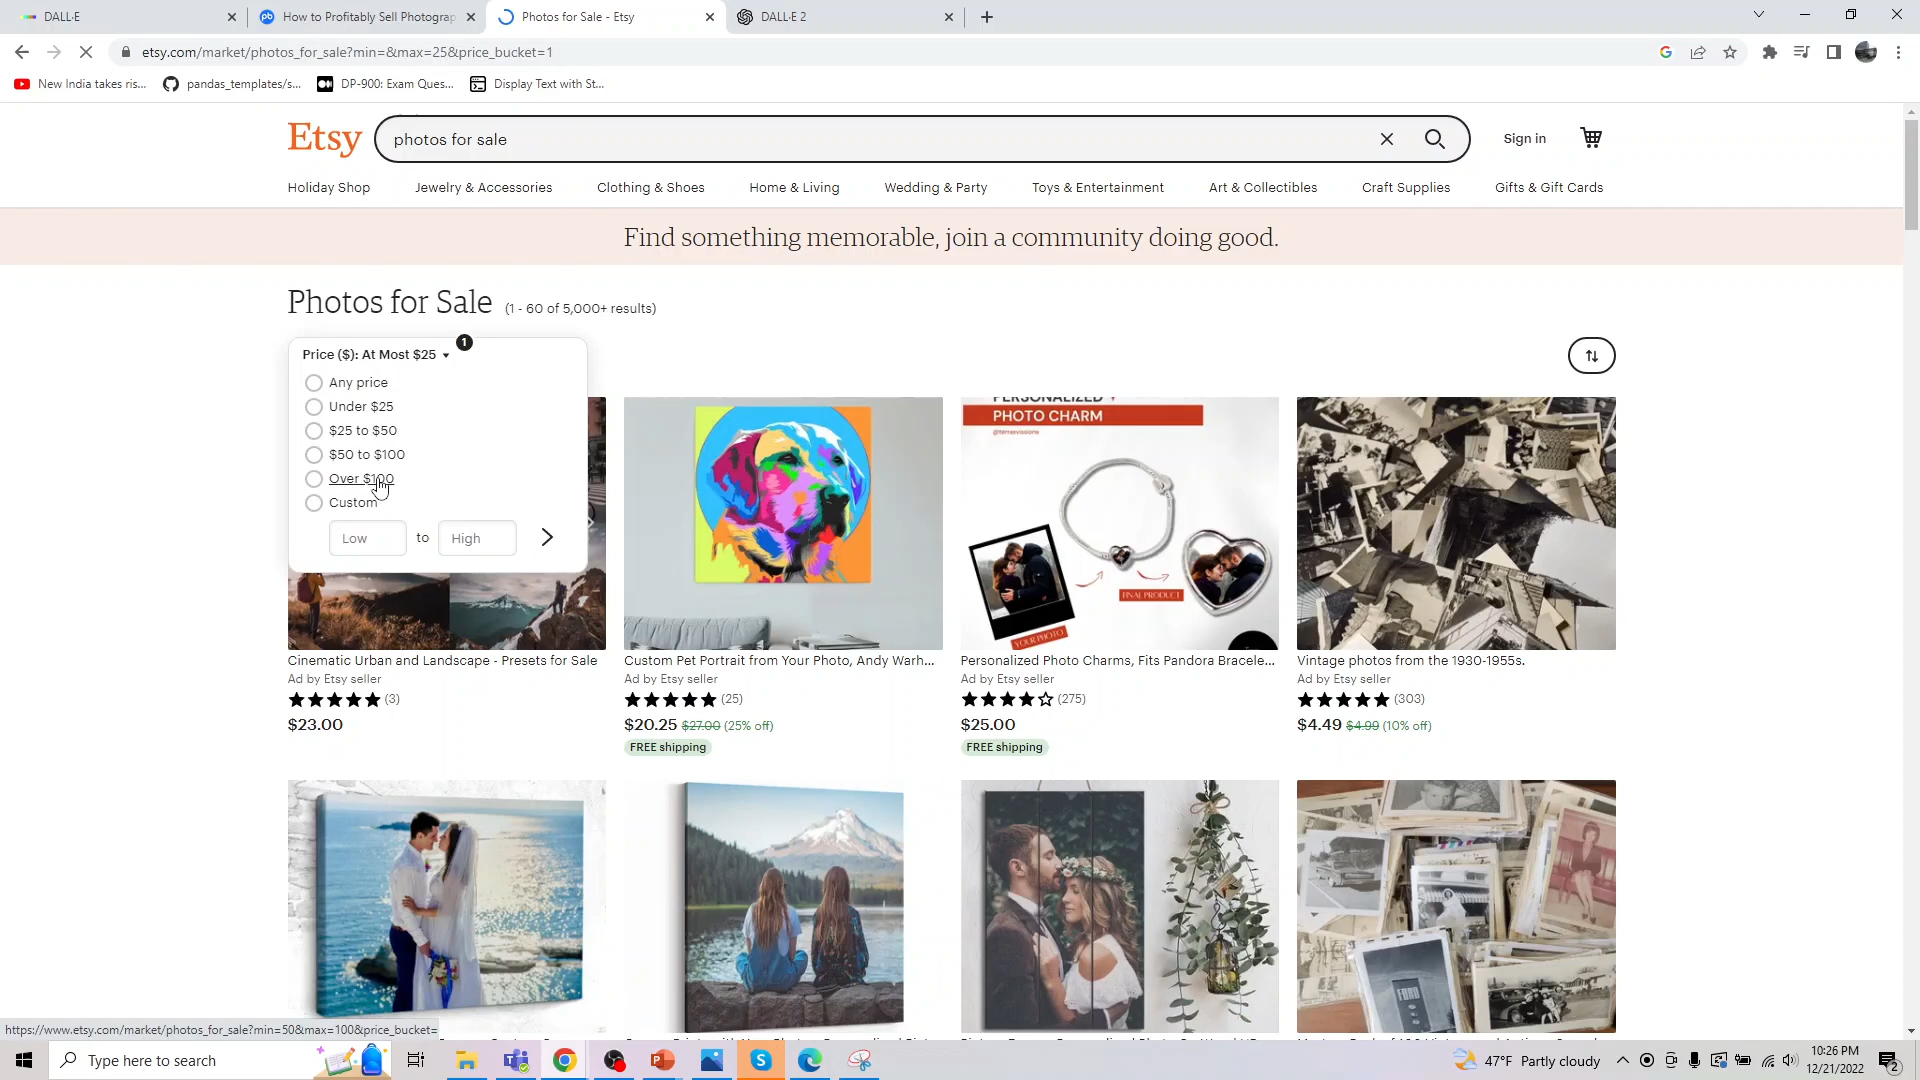 DALL·E
How to Profitably Sell Photograp
Photos for Sale - Etsy
DALL·E 2
etsy.com/market/photos_for_sale?min=&max=25&price_bucket=1
New India takes ris...
pandas_templates/s...
DP-900: Exam Ques...
Display Text with St...
Etsy
photos for sale
Sign in
Holiday Shop
Jewelry & Accessories
Clothing & Shoes
Home & Living
Wedding & Party
Toys & Entertainment
Art & Collectibles
Craft Supplies
Gifts & Gift Cards
Find something memorable, join a community doing good.
Photos for Sale (1 - 60 of 5,000+ results)
Price ($): At Most $25
1
Any price
Under $25
$25 to $50
$50 to $100
Over $100
Custom
Low to High
PERSONALIZED
PHOTO CHARM
@terraevissions
YOUR PHOTO
FINAL PRODUCT
Cinematic Urban and Landscape - Presets for Sale
Ad by Etsy seller
(3)
$23.00
Custom Pet Portrait from Your Photo, Andy Warh...
Ad by Etsy seller
(25)
$20.25 $27.00 (25% off)
FREE shipping
Personalized Photo Charms, Fits Pandora Bracele...
Ad by Etsy seller
(275)
$25.00
FREE shipping
Vintage photos from the 1930-1955s.
Ad by Etsy seller
(303)
$4.49 $4.99 (10% off)
https://www.etsy.com/market/photos_for_sale?min=50&max=100&price_bucket=
Type here to search
47°F Partly cloudy
10:26 PM
12/21/2022
2